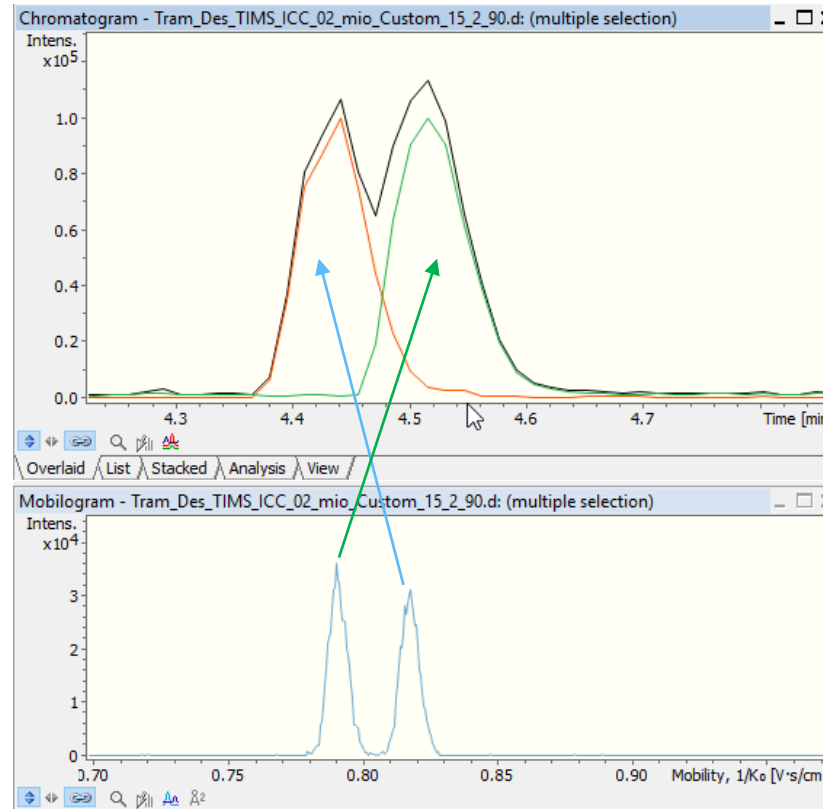 Chromatogram - Tram_Des_TIMS_ICC_02_mio_Custom_15_2_90.d: (multiple selection)
Intens.
x10⁵
1.0
0.8
0.6
0.4
0.2
0.0
4.3 4.4 4.5 4.6 4.7 Time [min
Overlaid List Stacked Analysis View
Mobilogram - Tram_Des_TIMS_ICC_02_mio_Custom_15_2_90.d: (multiple selection)
Intens.
x10⁴
3
2
1
0
0.70 0.75 0.80 0.85 0.90 Mobility, 1/K₀ [V·s/cm
Å²